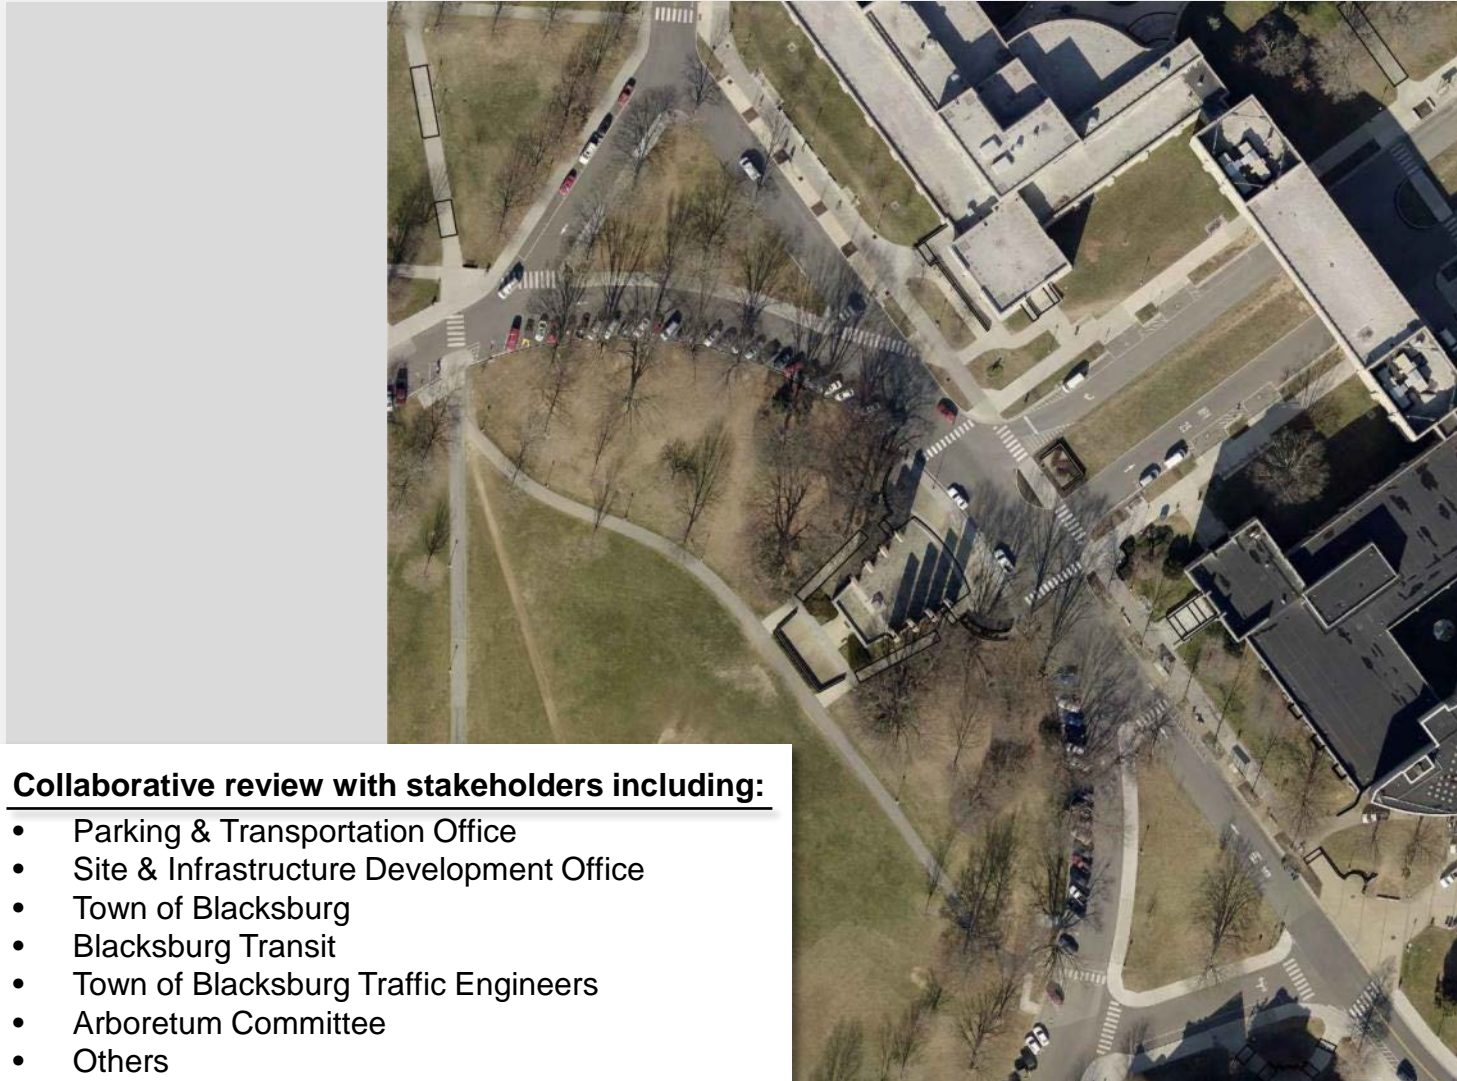 Collaborative review with stakeholders including:
• Parking & Transportation Office
• Site & Infrastructure Development Office
• Town of Blacksburg
• Blacksburg Transit
• Town of Blacksburg Traffic Engineers
• Arboretum Committee
• Others